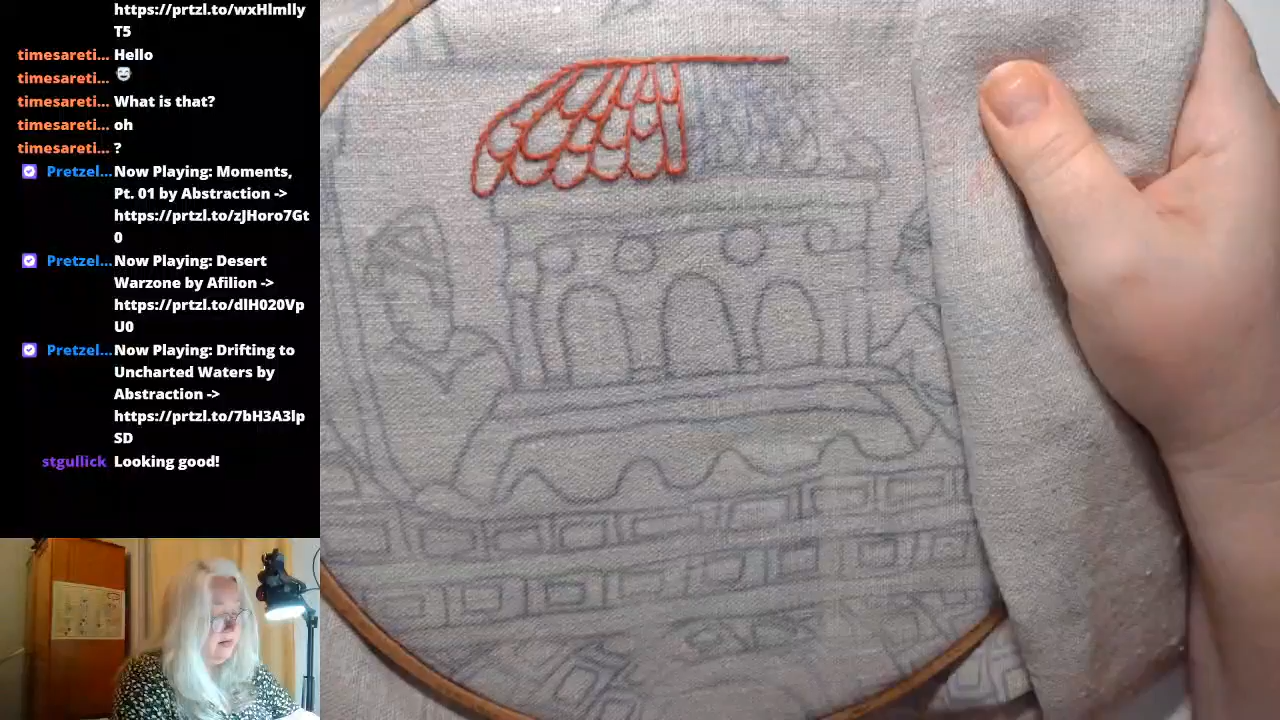 https://prtzl.to/wxHlmlly
T5
timesareti... Hello
timesareti...
timesareti... What is that?
timesareti... oh
timesareti... ?
Pretzel... Now Playing: Moments,
Pt. 01 by Abstraction ->
https://prtzl.to/zJHoro7Gt
0
Pretzel... Now Playing: Desert
Warzone by Afilion ->
https://prtzl.to/dlH020Vp
U0
Pretzel... Now Playing: Drifting to
Uncharted Waters by
Abstraction ->
https://prtzl.to/7bH3A3lp
SD
stgullick Looking good!